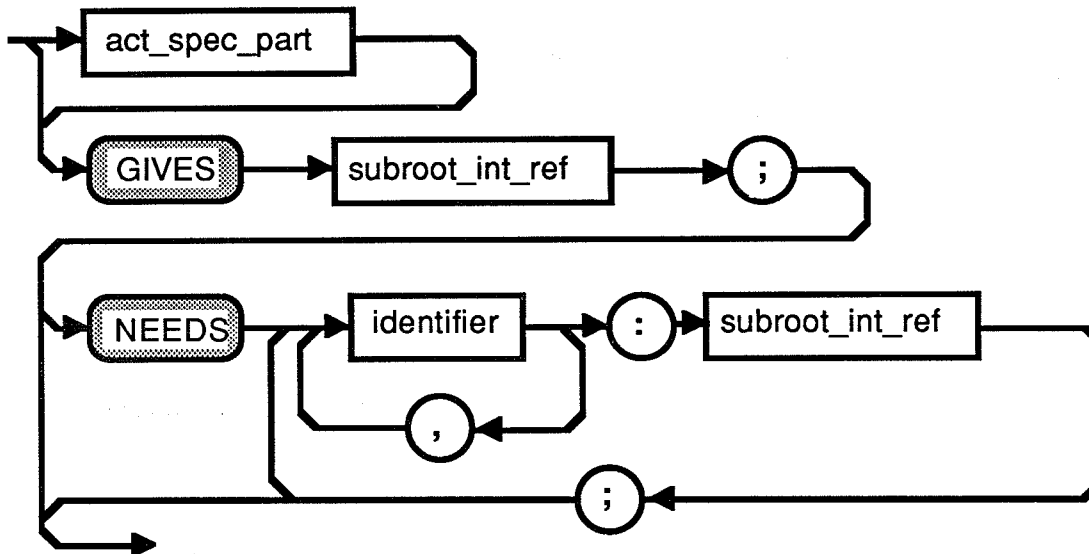 act_spec_part
GIVES subroot_int_ref ;
NEEDS identifier : subroot_int_ref
,
;